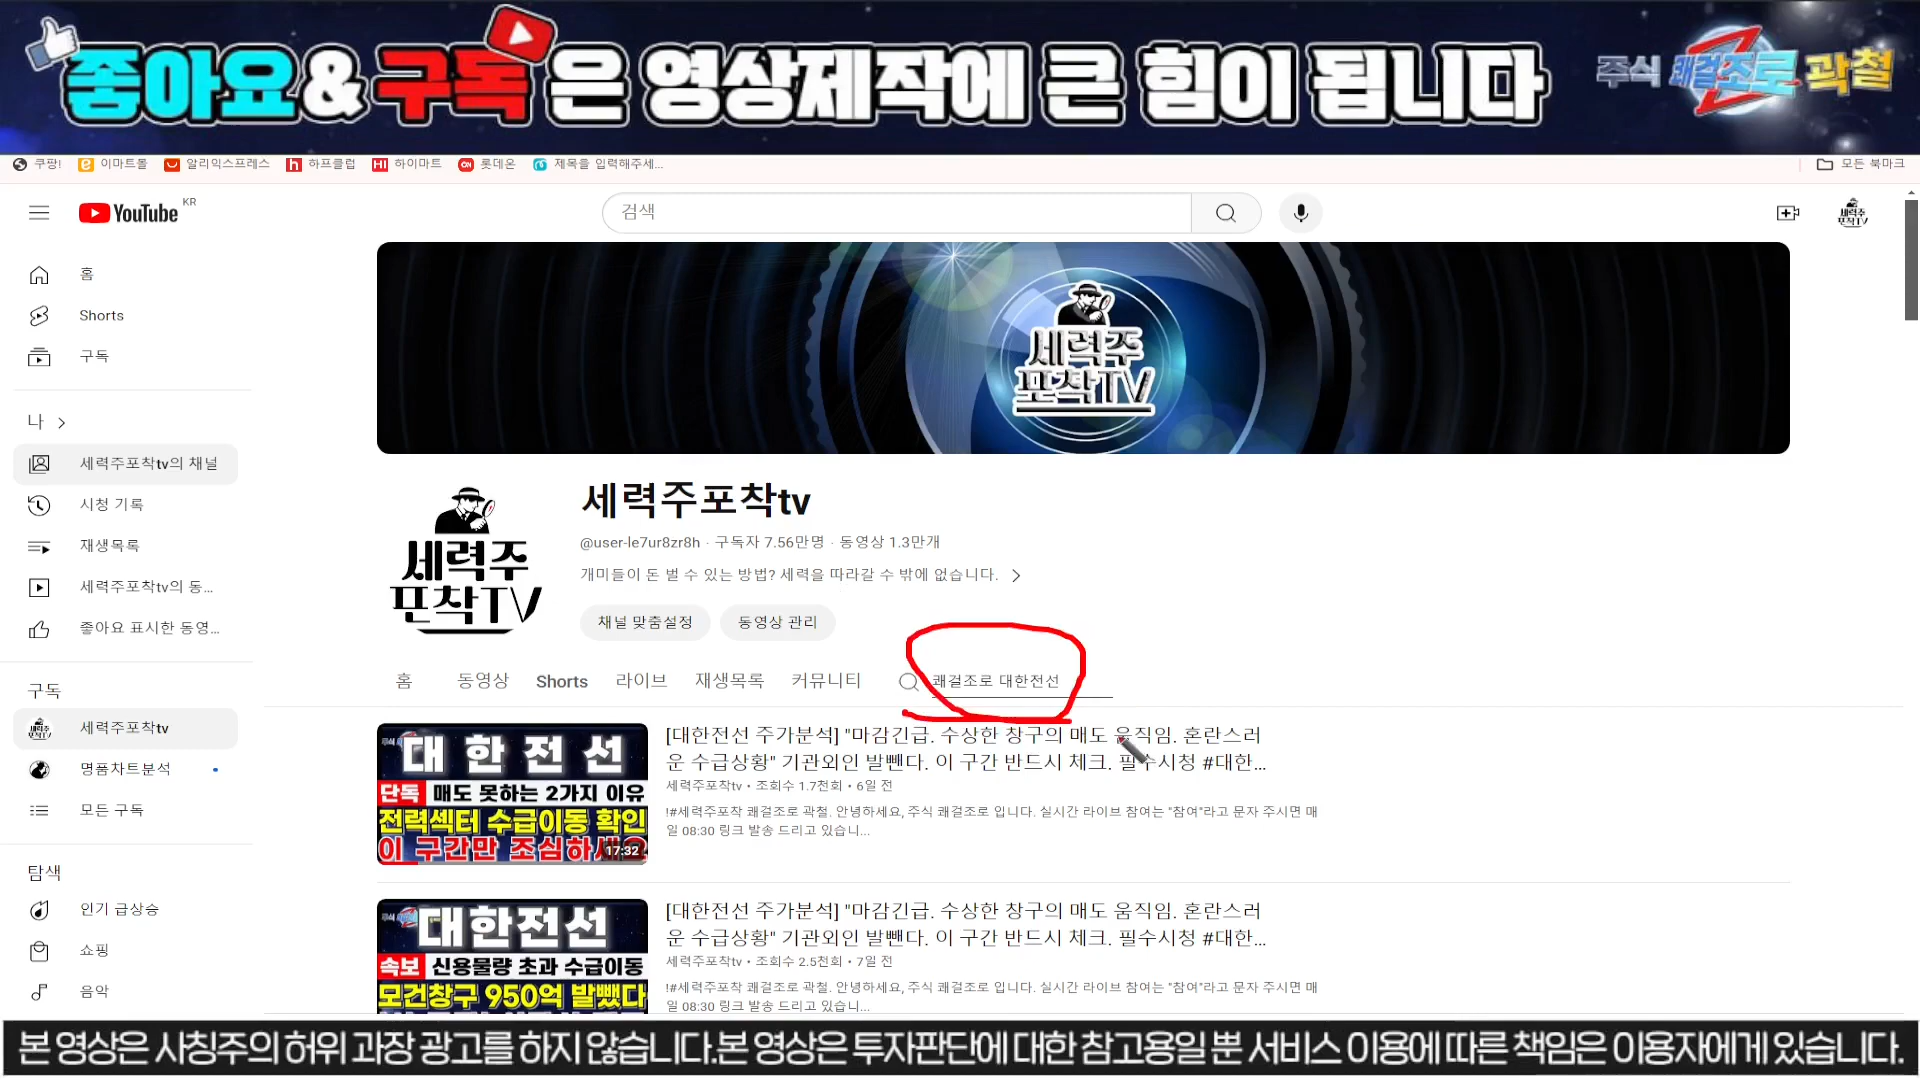 좋아요&구독은 영상제작에 큰 힘이 됩니다
주식 쾌걸조로 곽철
쿠팡! 이마트몰 알리익스프레스 하프클럽 하이마트 롯데온 제목을 입력해주세... 모든 북마크
YouTube KR
검색
세력주 포착TV
홈
Shorts
구독
나
세력주포착tv의 채널
시청 기록
재생목록
세력주포착tv의 동...
좋아요 표시한 동영...
구독
세력주포착tv
명품차트분석
모든 구독
탐색
인기 급상승
쇼핑
음악
세력주
포착TV
세력주
포착TV
세력주포착tv
@user-le7ur8zr8h · 구독자 7.56만명 · 동영상 1.3만개
개미들이 돈 벌 수 있는 방법? 세력을 따라갈 수 밖에 없습니다.
채널 맞춤설정 동영상 관리
홈 동영상 Shorts 라이브 재생목록 커뮤니티 쾌걸조로 대한전선
대한전선
단독 매도 못하는 2가지 이유
전력섹터 수급이동 확인
이 구간만 조심하세요
17:32
[대한전선 주가분석] "마감긴급. 수상한 창구의 매도 움직임. 혼란스러
운 수급상황" 기관외인 발뺀다. 이 구간 반드시 체크. 필수시청 #대한...
세력주포착tv • 조회수 1.7천회 • 6일 전
!#세력주포착 쾌걸조로 곽철. 안녕하세요, 주식 쾌걸조로 입니다. 실시간 라이브 참여는 "참여"라고 문자 주시면 매
일 08:30 링크 발송 드리고 있습니...
대한전선
속보 신용물량 초과 수급이동
모건창구 950억 발뺐다
[대한전선 주가분석] "마감긴급. 수상한 창구의 매도 움직임. 혼란스러
운 수급상황" 기관외인 발뺀다. 이 구간 반드시 체크. 필수시청 #대한...
세력주포착tv • 조회수 2.5천회 • 7일 전
!#세력주포착 쾌걸조로 곽철. 안녕하세요, 주식 쾌걸조로 입니다. 실시간 라이브 참여는 "참여"라고 문자 주시면 매
일 08:30 링크 발송 드리고 있습니...
본 영상은 사칭주의 허위 과장 광고를 하지 않습니다.본 영상은 투자판단에 대한 참고용일 뿐 서비스 이용에 따른 책임은 이용자에게 있습니다.